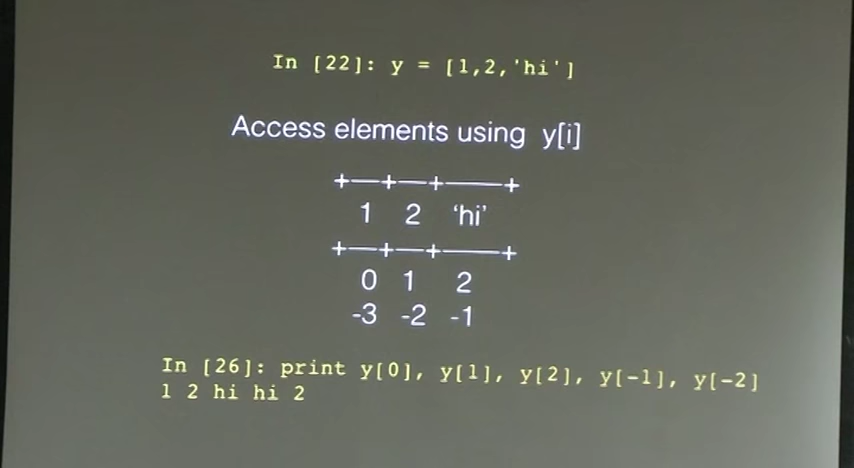 In [22]: y = [1,2,'hi']
Access elements using y[i]
+—+—+——+
1 2 ‘hi’
+—+—+——+
0 1 2
-3 -2 -1
In [26]: print y[0], y[1], y[2], y[-1], y[-2]
1 2 hi hi 2